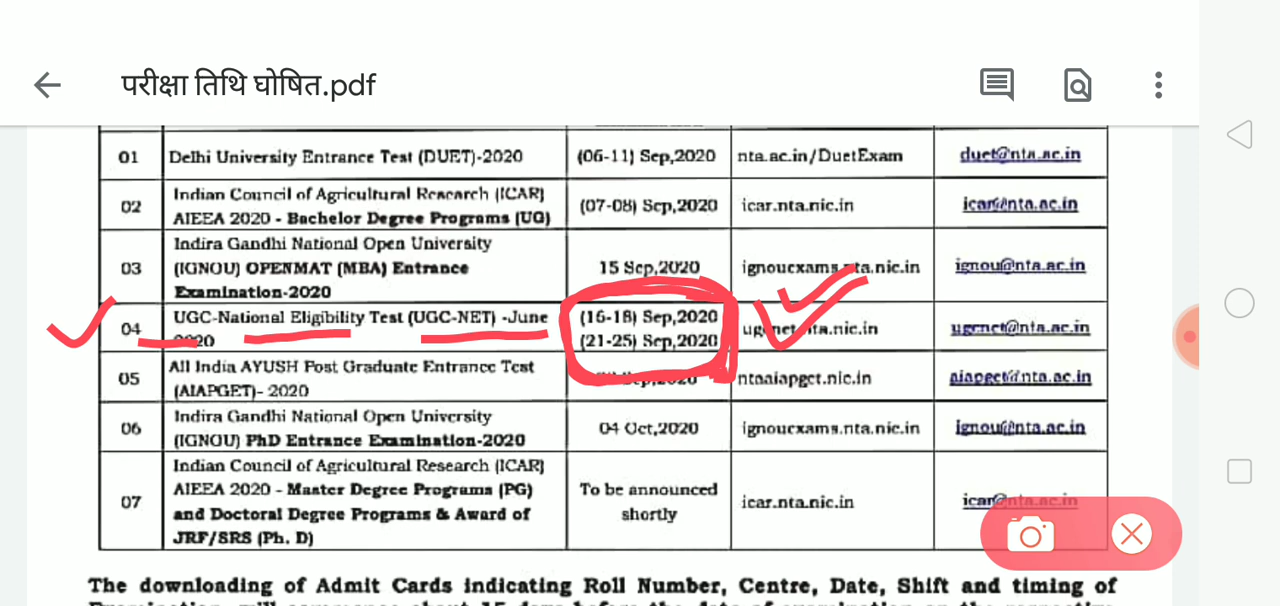 परीक्षा तिथि घोषित.pdf
01 Delhi University Entrance Test (DUET)-2020 (06-11) Sep,2020 nta.ac.in/DuetExam duet@nta.ac.in
02 Indian Council of Agricultural Research (ICAR) AIEEA 2020 - Bachelor Degree Programs (UG) (07-08) Sep,2020 icar.nta.nic.in icar@nta.ac.in
03 Indira Gandhi National Open University (IGNOU) OPENMAT (MBA) Entrance Examination-2020 15 Sep,2020 ignouexams.nta.nic.in ignou@nta.ac.in
04 UGC-National Eligibility Test (UGC-NET) -June 2020 (16-18) Sep,2020 (21-25) Sep,2020 ugcnet.nta.nic.in ugcnet@nta.ac.in
05 All India AYUSH Post Graduate Entrance Test (AIAPGET)- 2020 Sep,2020 ntaaiapget.nic.in aiapget@nta.ac.in
06 Indira Gandhi National Open University (IGNOU) PhD Entrance Examination-2020 04 Oct,2020 ignouexams.nta.nic.in ignou@nta.ac.in
07 Indian Council of Agricultural Research (ICAR) AIEEA 2020 - Master Degree Programs (PG) and Doctoral Degree Programs & Award of JRF/SRS (Ph. D) To be announced shortly icar.nta.nic.in icar@nta.ac.in
The downloading of Admit Cards indicating Roll Number, Centre, Date, Shift and timing of